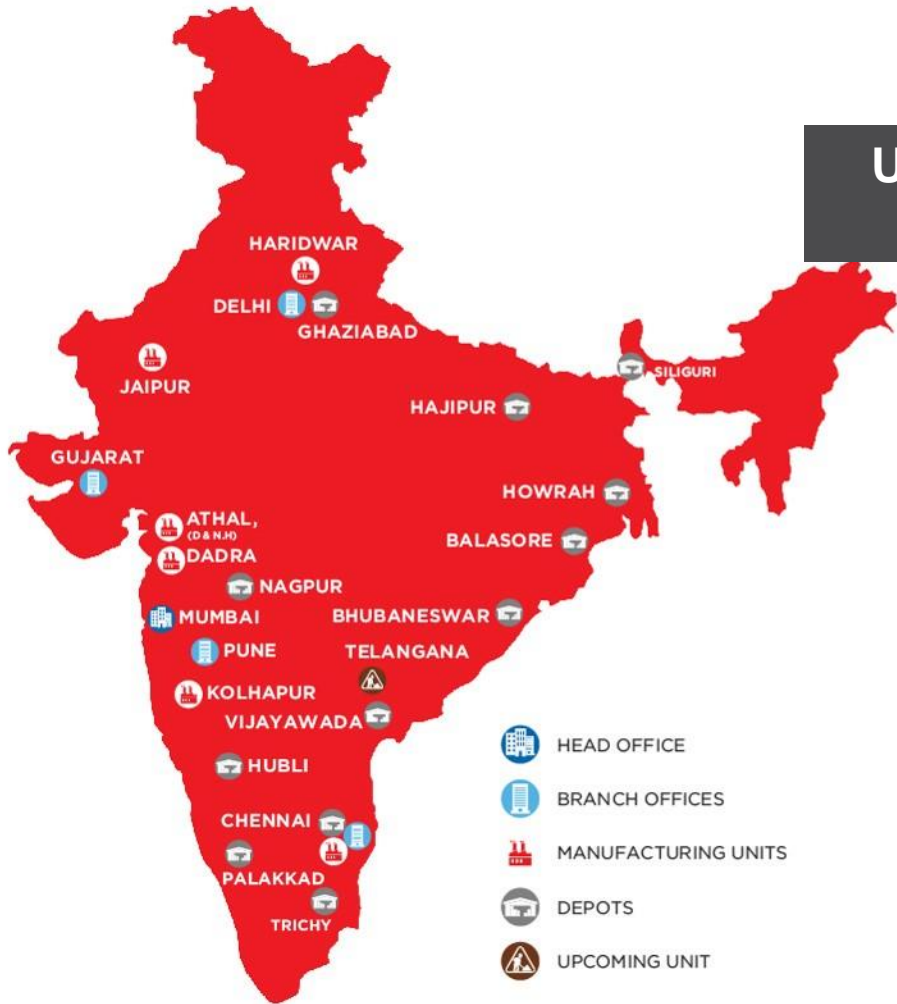 U
HARIDWAR
DELHI
GHAZIABAD
JAIPUR
SILIGURI
HAJIPUR
GUJARAT
HOWRAH
ATHAL,
(D & N.H)
BALASORE
DADRA
NAGPUR
MUMBAI
BHUBANESWAR
PUNE
TELANGANA
KOLHAPUR
VIJAYAWADA
HUBLI
CHENNAI
PALAKKAD
TRICHY
HEAD OFFICE
BRANCH OFFICES
MANUFACTURING UNITS
DEPOTS
UPCOMING UNIT